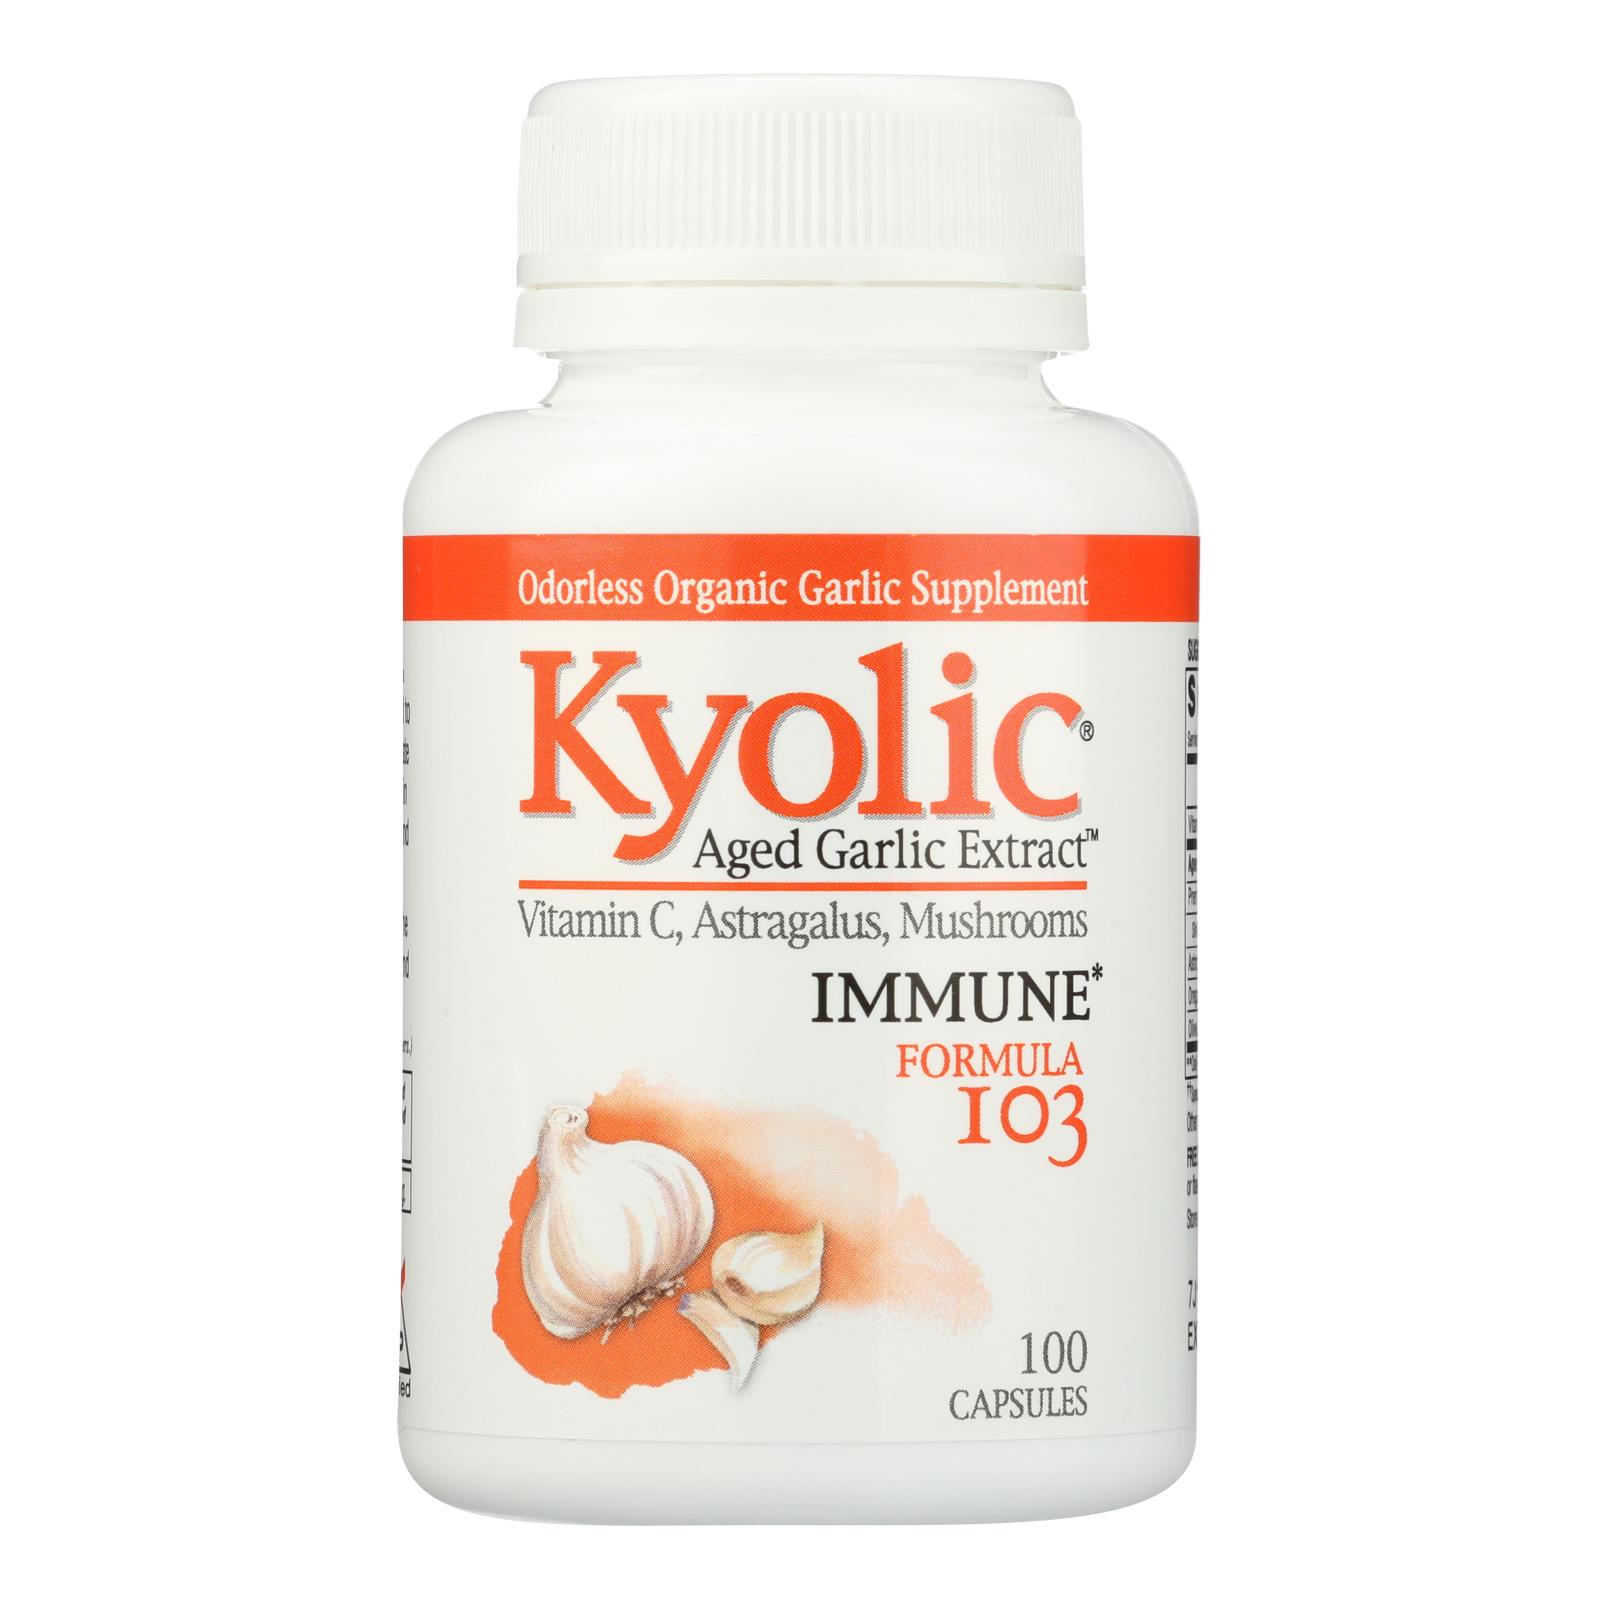 Odorless Organic Garlic Supplement
Kyolic®
Aged Garlic Extract™
Vitamin C, Astragalus, Mushrooms
IMMUNE*
FORMULA
103
100
CAPSULES